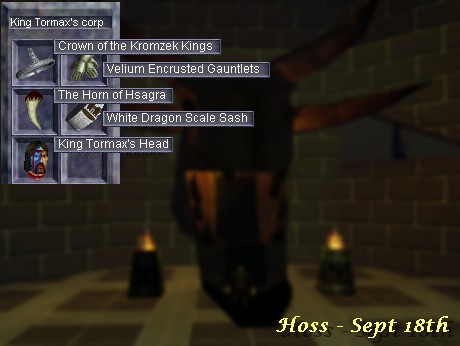 King Tormax's corp
Crown of the Kromzek Kings
Velium Encrusted Gauntlets
The Horn of Hsagra
White Dragon Scale Sash
King Tormax's Head
Hoss - Sept 18th